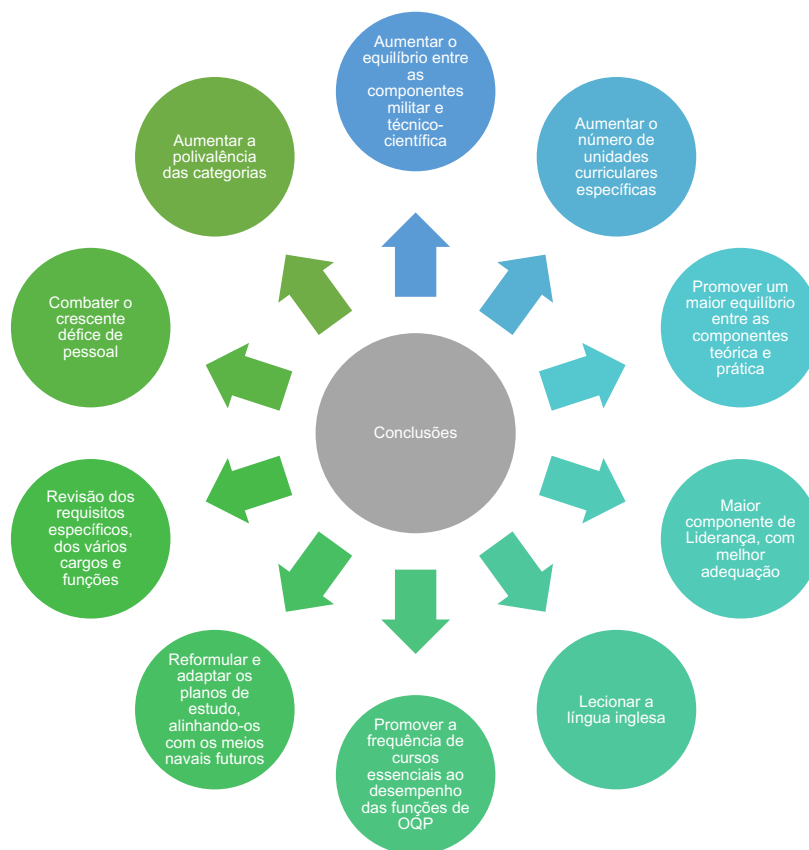 Aumentar o
equilíbrio entre
as
componentes
militar e
técnico-
científica
Aumentar o
número de
unidades
curriculares
específicas
Promover um
maior equilíbrio
entre as
componentes
teórica e
prática
Maior
componente de
Liderança, com
melhor
adequação
Lecionar a
língua inglesa
Promover a
frequência de
cursos
essenciais ao
desempenho
das funções de
OQP
Reformular e
adaptar os
planos de
estudo,
alinhando-os
com os meios
navais futuros
Revisão dos
requisitos
específicos,
dos vários
cargos e
funções
Combater o
crescente
défice de
pessoal
Aumentar a
polivalência
das categorias
Conclusões